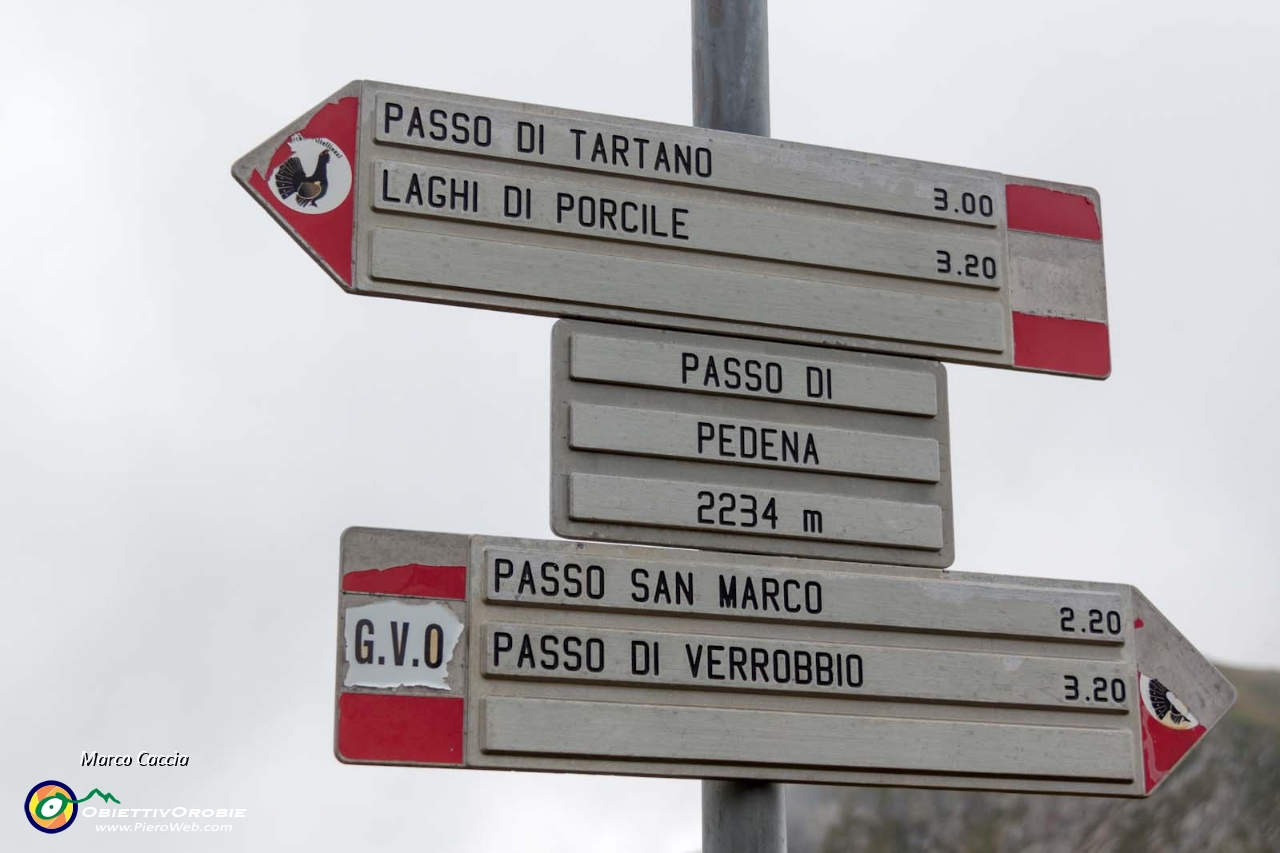 PASSO DI TARTANO 3.00
LAGHI DI PORCILE 3.20
PASSO DI
PEDENA
2234 m
PASSO SAN MARCO 2.20
G.V.O
PASSO DI VERROBBIO 3.20
Marco Caccia
OBIETTIVOROBIE
www.PieroWeb.com